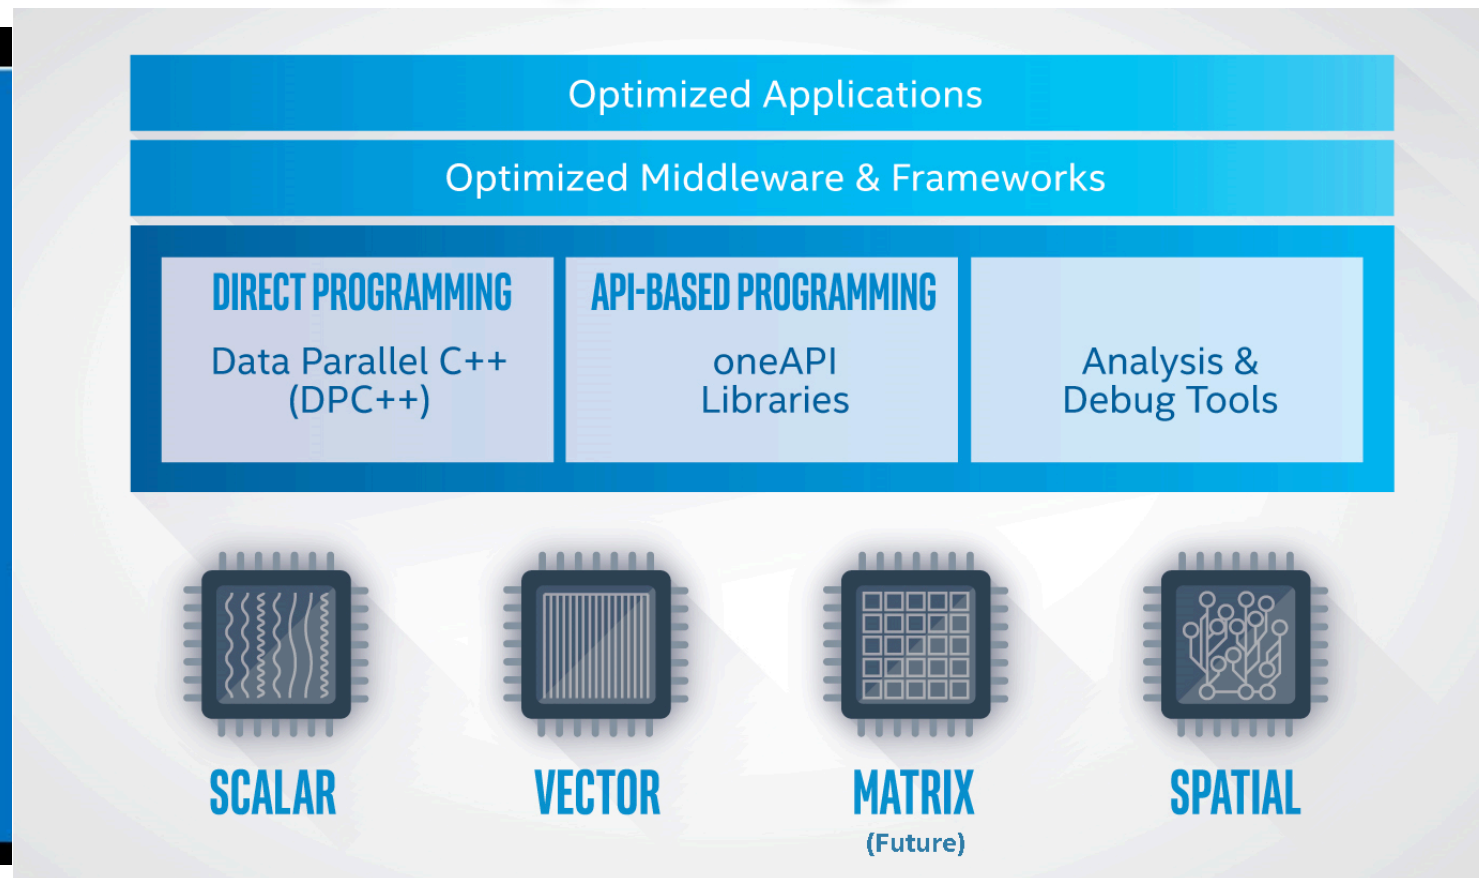 Optimized Applications
Optimized Middleware & Frameworks
DIRECT PROGRAMMING
Data Parallel C++
(DPC++)
API-BASED PROGRAMMING
oneAPI
Libraries
Analysis &
Debug Tools
SCALAR
VECTOR
MATRIX
(Future)
SPATIAL